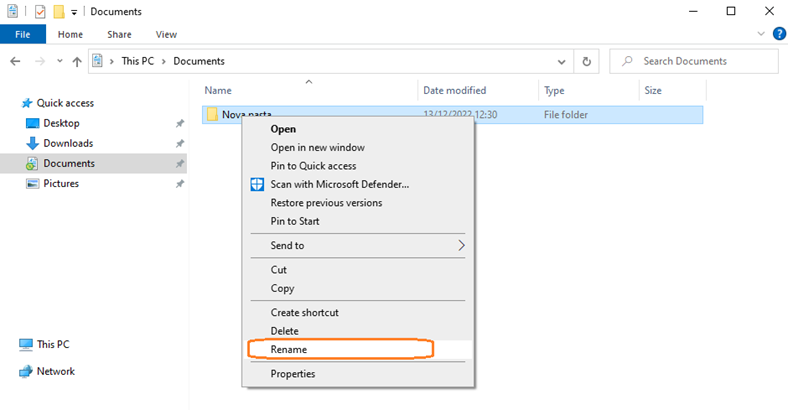 Documents
File Home Share View
This PC Documents Search Documents
Name Date modified Type Size
Quick access
Desktop
Downloads
Documents
Pictures
This PC
Network
Nova pasta 13/12/2022 12:30 File folder
Open
Open in new window
Pin to Quick access
Scan with Microsoft Defender...
Restore previous versions
Pin to Start
Send to
Cut
Copy
Create shortcut
Delete
Rename
Properties